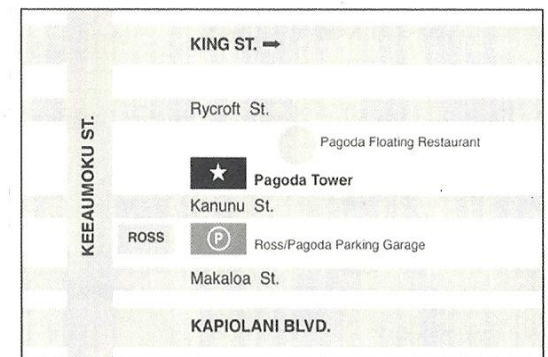 KING ST. ➡
Rycroft St.
Pagoda Floating Restaurant
Pagoda Tower
Kanunu St.
KEEAUMOKU ST.
ROSS
P
Ross/Pagoda Parking Garage
Makaloa St.
KAPIOLANI BLVD.